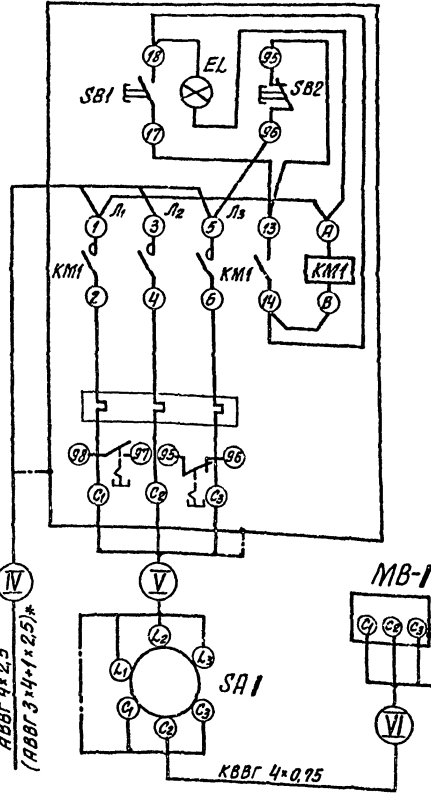 18
EL
95
SB1
SB2
17
96
1
Л1
3
Л2
5
Л3
13
А
КМ1
КМ1
КМ1
2
4
6
14
В
98
97
95
96
С1
С2
С3
IV
V
МВ-1
С1
С2
С3
АВВГ 4×2,5
(АВВГ 3×4+1×2,5)*
L2
L1
L3
SA1
С1
С2
С3
VI
КВВГ 4×0,75